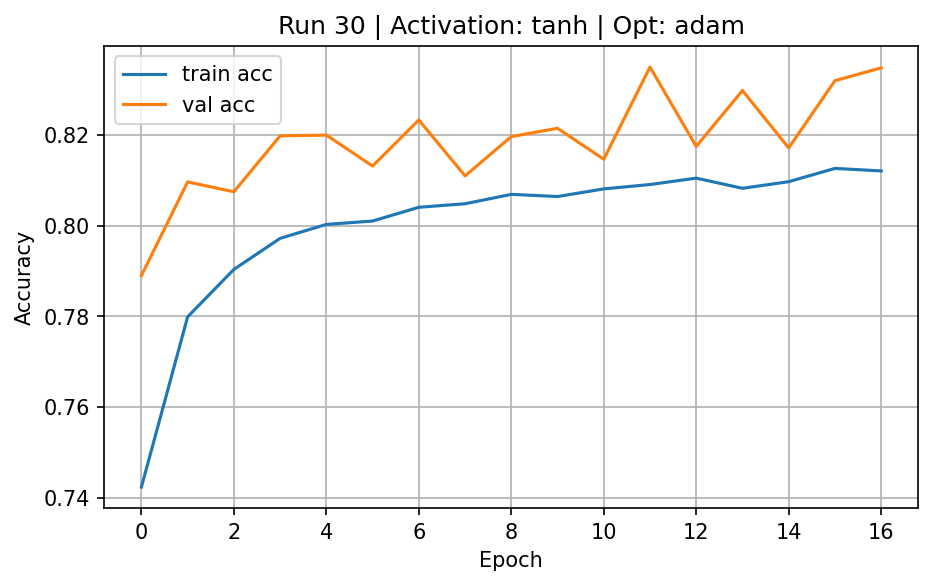 Run 30 | Activation: tanh | Opt: adam
train acc
val acc
Accuracy
0.82
0.80
0.78
0.76
0.74
0 2 4 6 8 10 12 14 16
Epoch